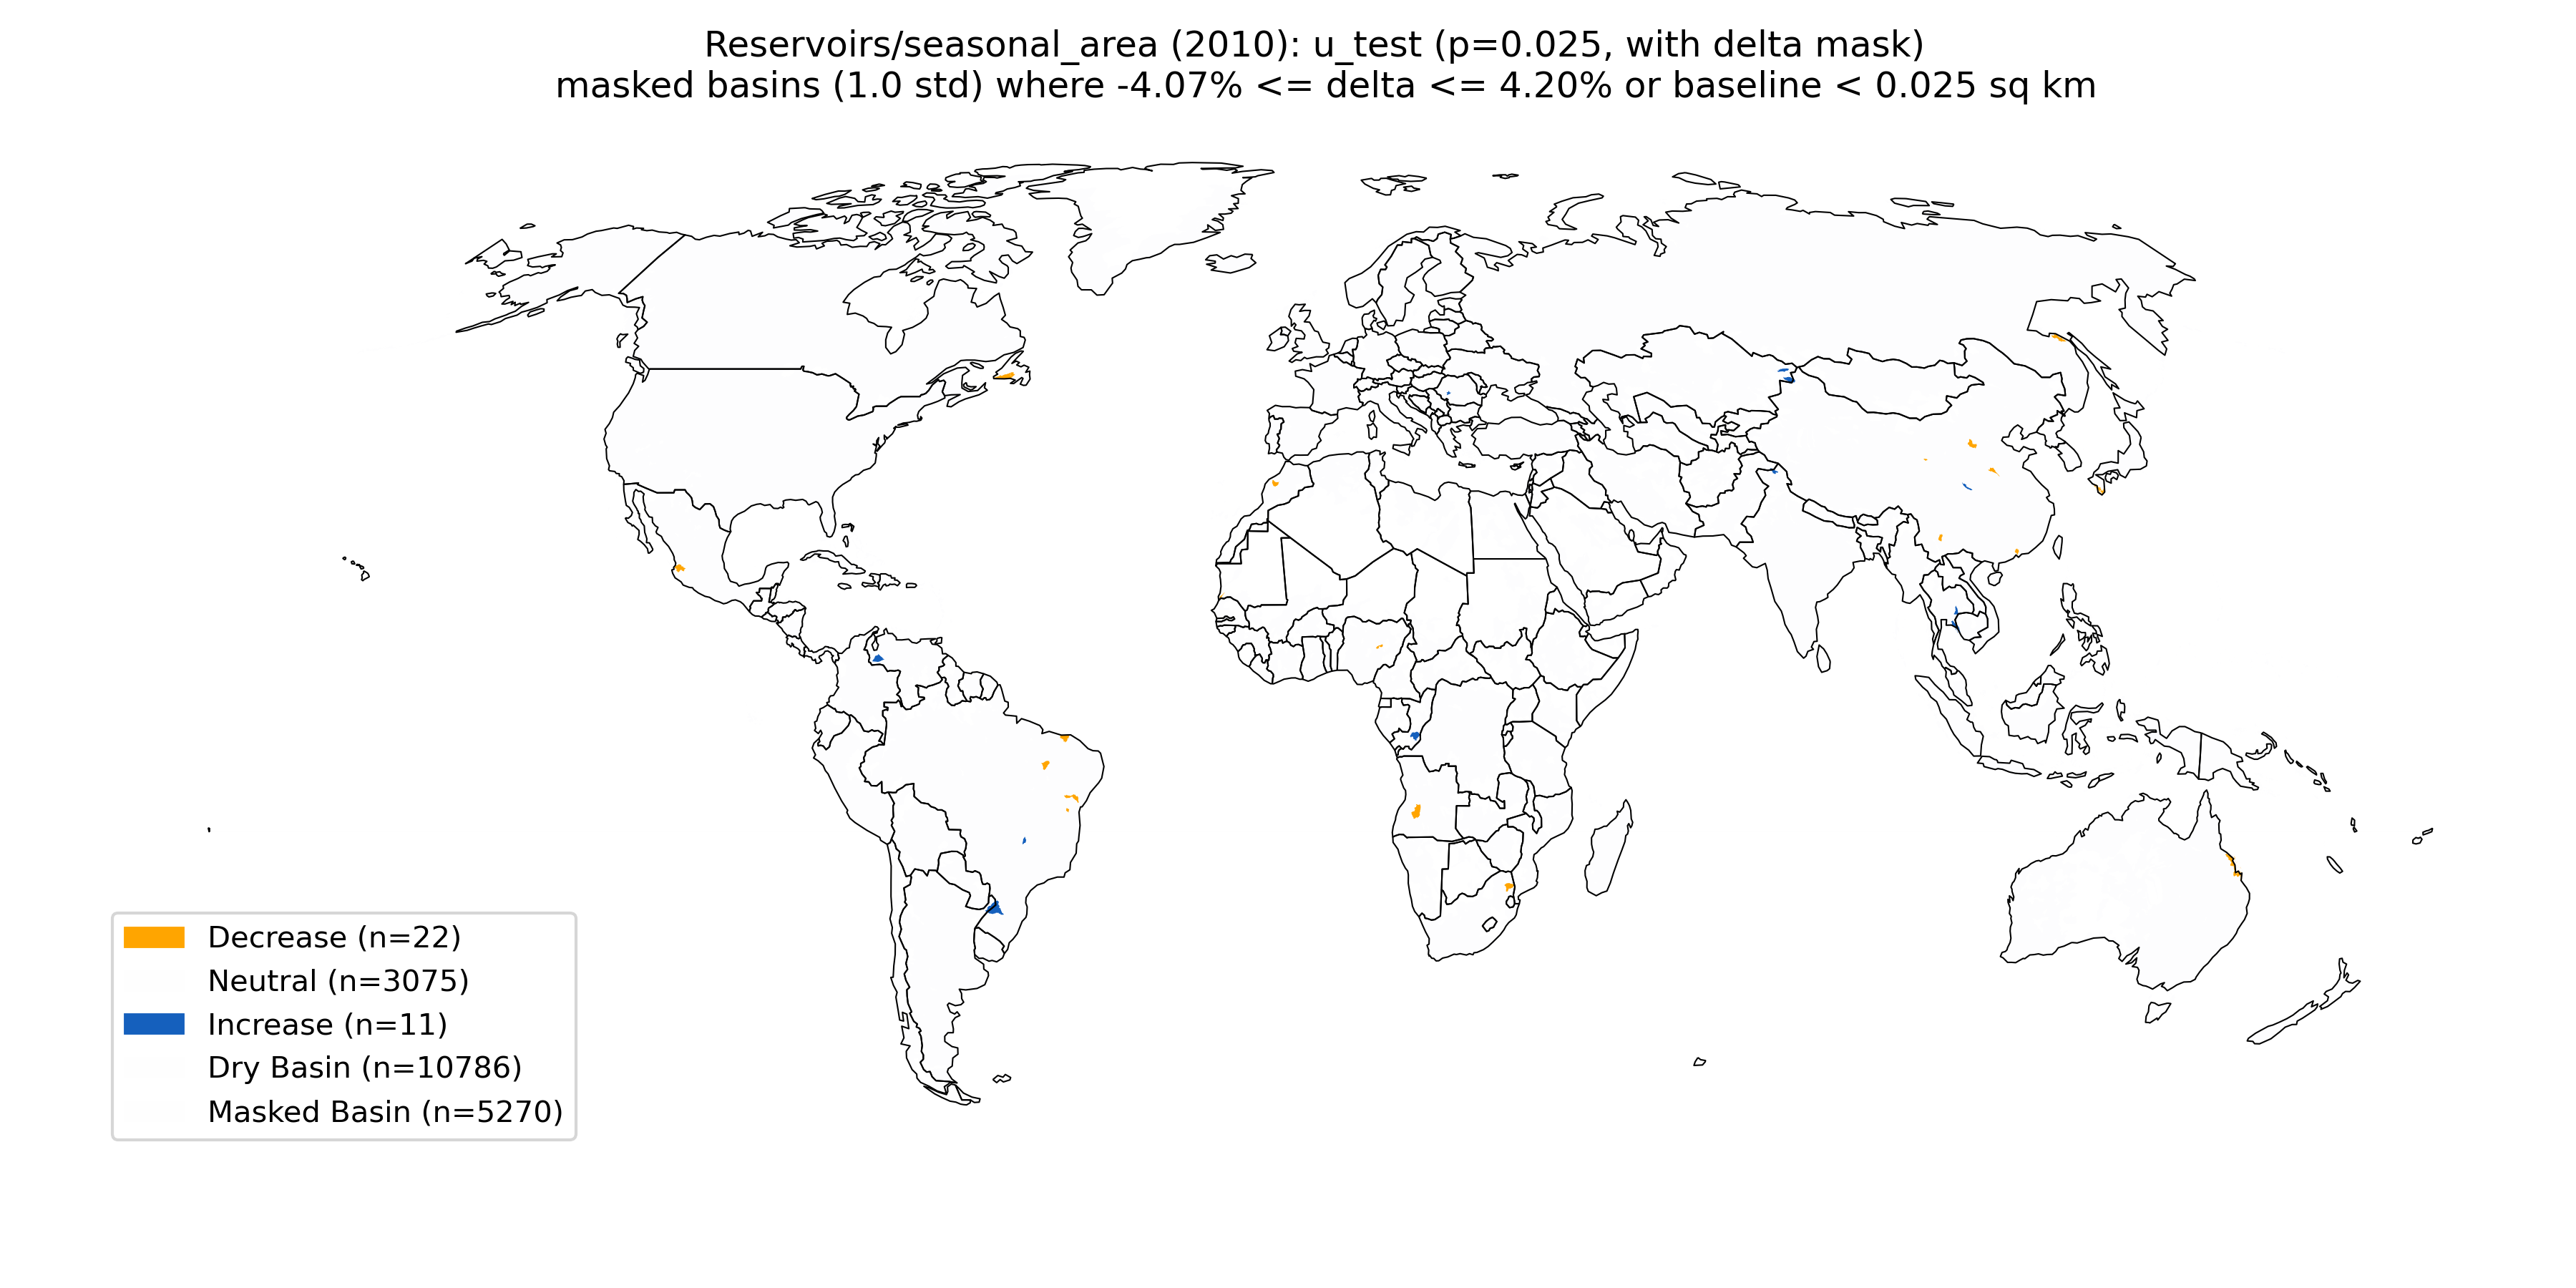 Reservoirs/seasonal_area (2010): u_test (p=0.025, with delta mask)
masked basins (1.0 std) where -4.07% <= delta <= 4.20% or baseline < 0.025 sq km
Decrease (n=22)
Neutral (n=3075)
Increase (n=11)
Dry Basin (n=10786)
Masked Basin (n=5270)